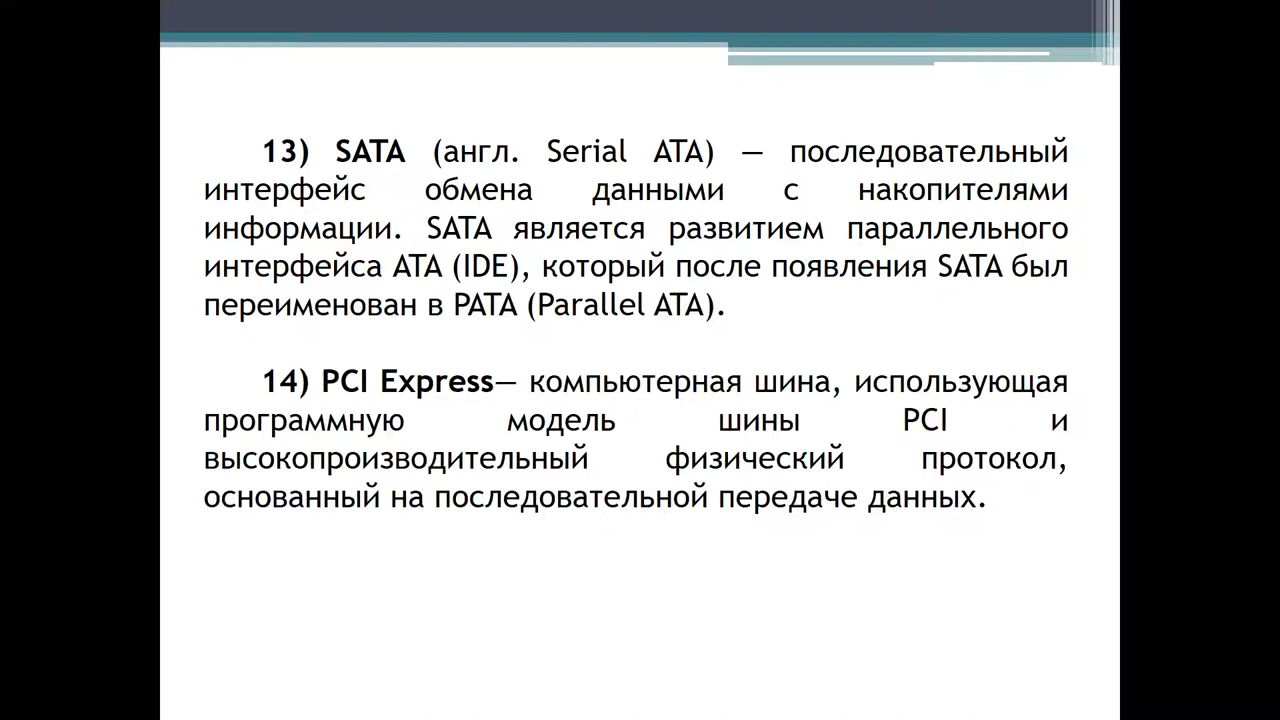 13) SATA (англ. Serial ATA) — последовательный
интерфейс обмена данными с накопителями
информации. SATA является развитием параллельного
интерфейса ATA (IDE), который после появления SATA был
переименован в PATA (Parallel ATA).
14) PCI Express— компьютерная шина, использующая
программную модель шины PCI и
высокопроизводительный физический протокол,
основанный на последовательной передаче данных.